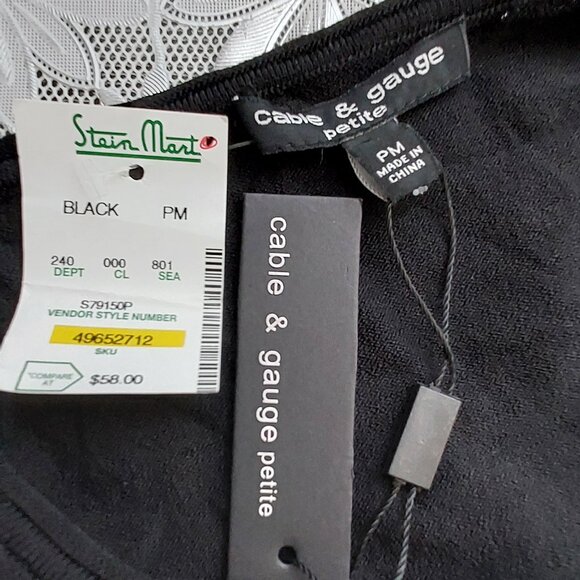 cable & gauge
petite
PM
MADE IN
CHINA
Stein Mart
BLACK PM
240 000 801
DEPT CL SEA
S79150P
VENDOR STYLE NUMBER
49652712
SKU
"COMPARE AT $58.00
cable & gauge petite